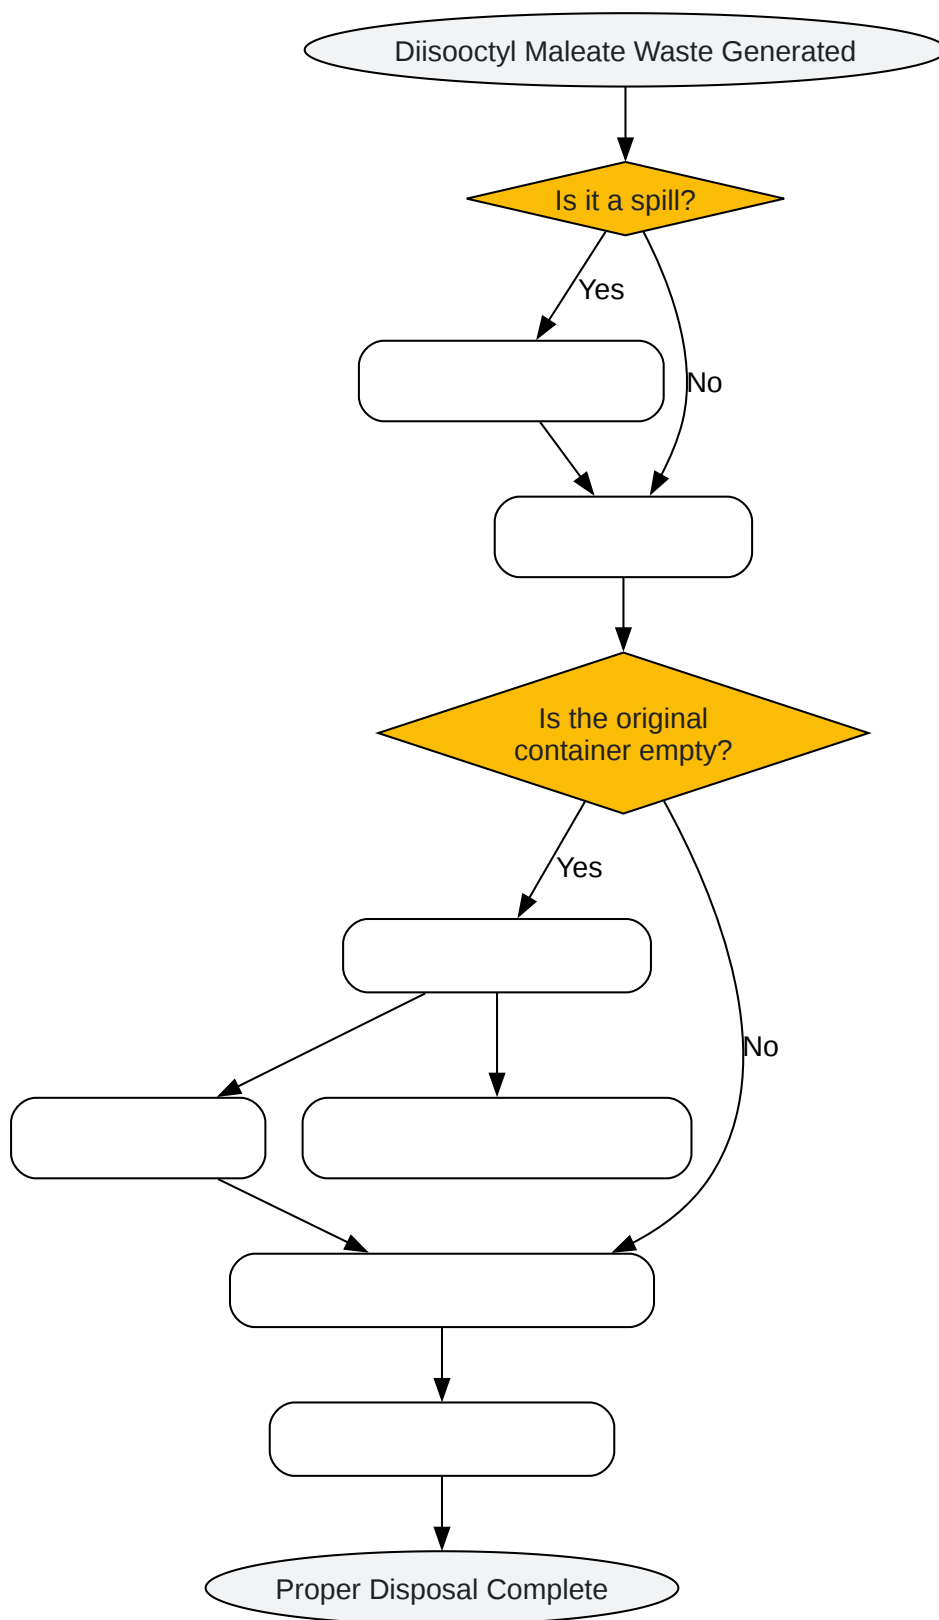 Diisooctyl Maleate Waste Generated
Is it a spill?
Yes
No
Is the original
container empty?
Yes
No
Proper Disposal Complete